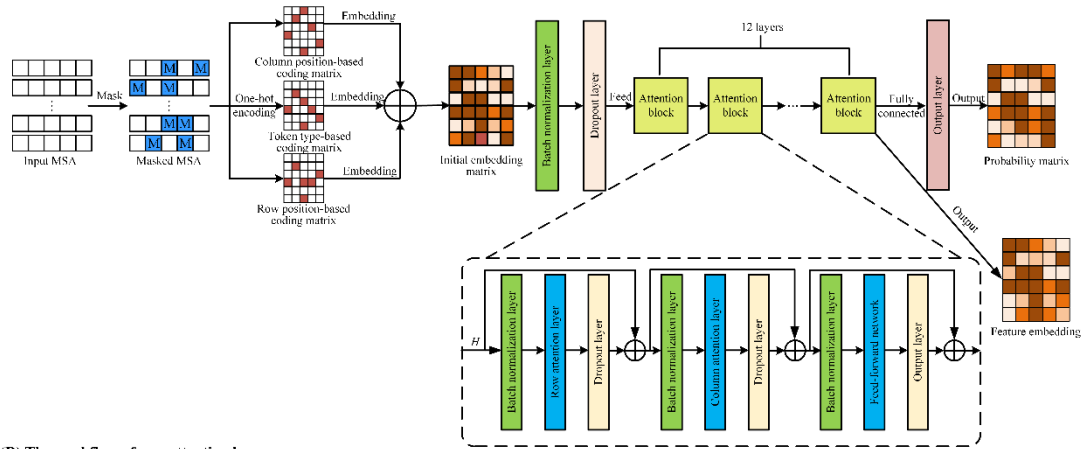 Input MSA
Mask
M
M
M
M
M
M
M
Masked MSA
One-hot
encoding
Embedding
Column position-based
coding matrix
Embedding
Token type-based
coding matrix
Embedding
Row position-based
coding matrix
Initial embedding
matrix
Batch normalization layer
Dropout layer
Feed
12 layers
Attention
block
Attention
block
Attention
block
Fully
connected
Output layer
Output
Probability matrix
Output
Feature embedding
H
Batch normalization layer
Row attention layer
Dropout layer
Batch normalization layer
Column attention layer
Dropout layer
Batch normalization layer
Feed-forward network
Output layer